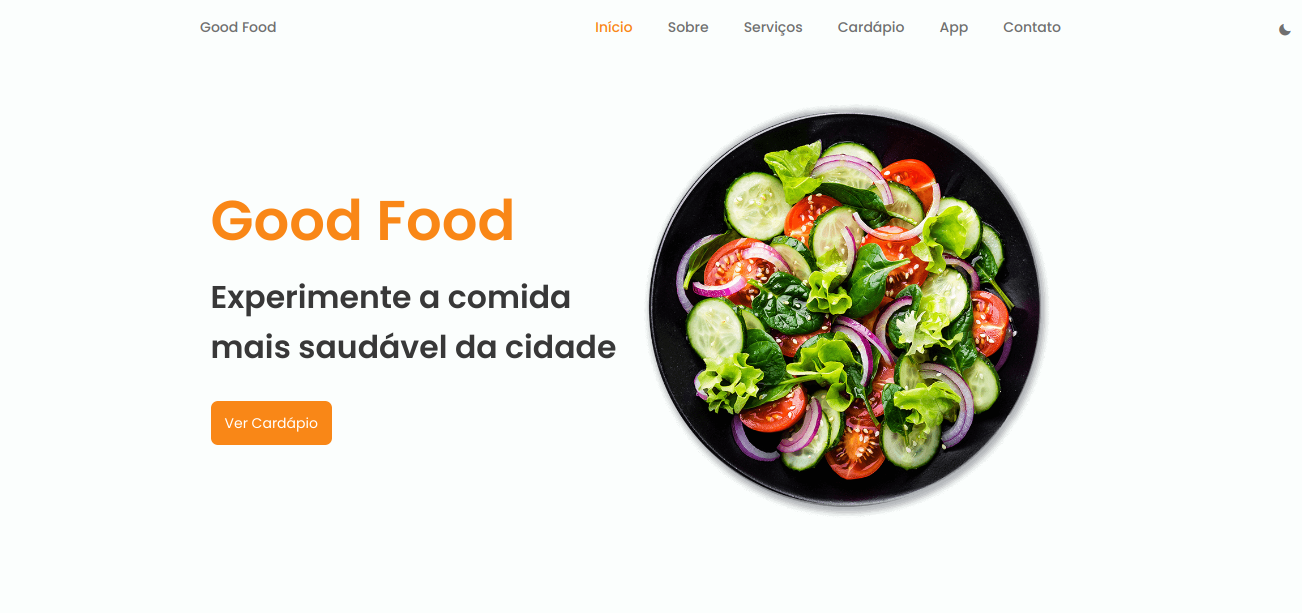 Good Food
Início Sobre Serviços Cardápio App Contato
Good Food
Experimente a comida
mais saudável da cidade
Ver Cardápio